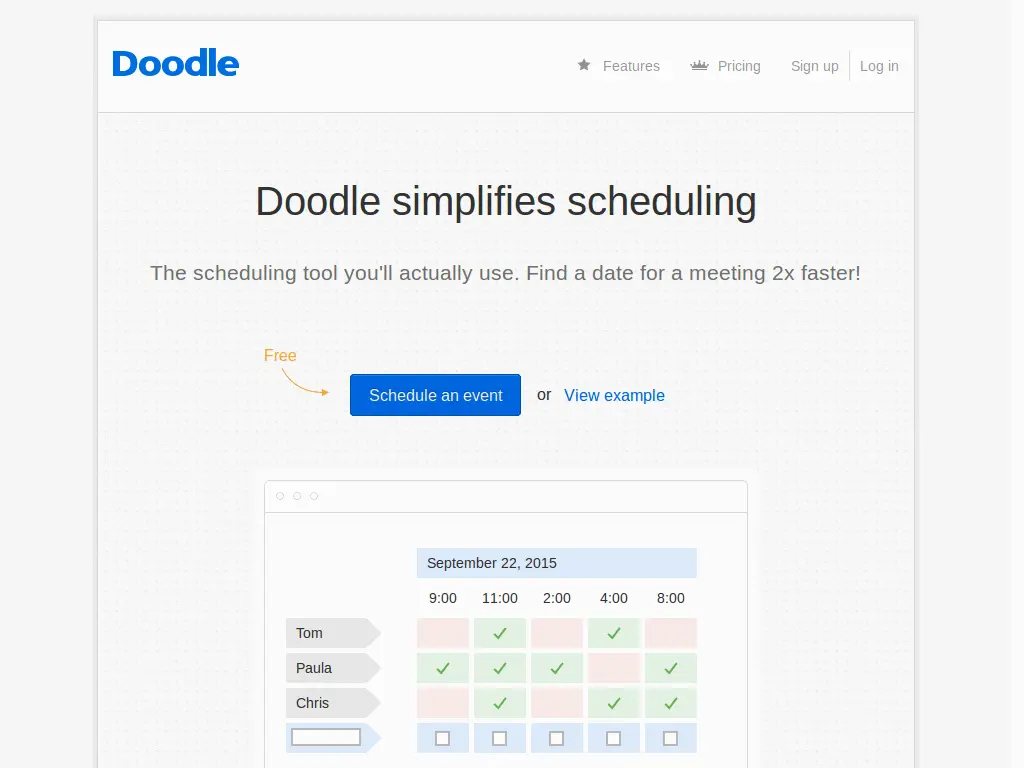 Doodle
Features
Pricing
Sign up
Log in
Doodle simplifies scheduling
The scheduling tool you'll actually use. Find a date for a meeting 2x faster!
Free
Schedule an event or View example
September 22, 2015
9:00 11:00 2:00 4:00 8:00
Tom
Paula
Chris